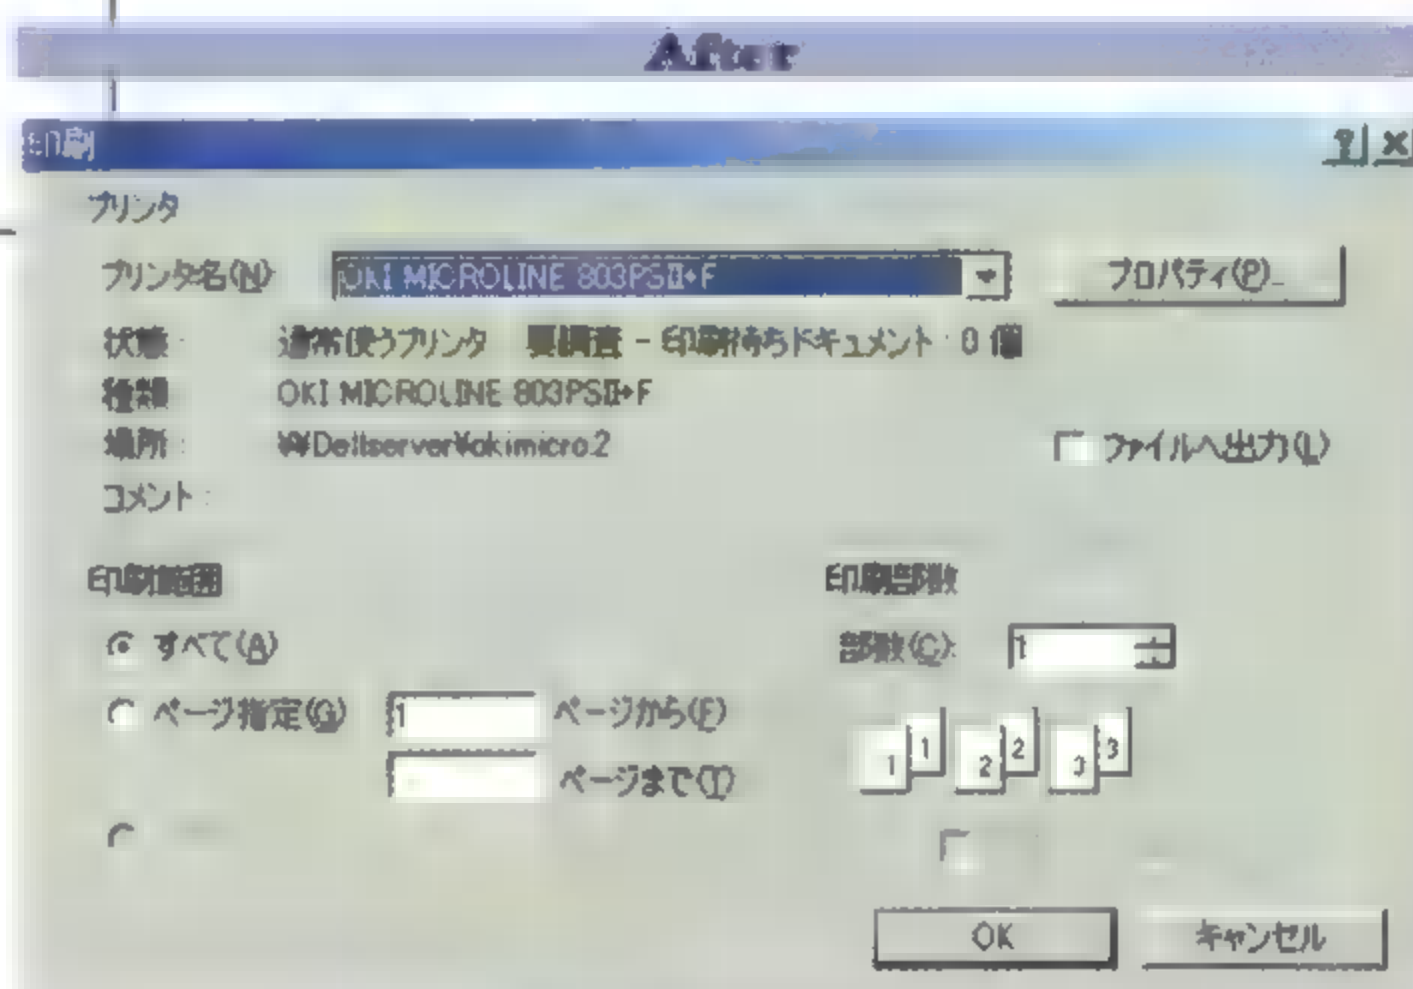 After
印刷
プリンタ
プリンタ名(N)
OKI MICROLINE 803PSII+F
プロパティ(P)...
状態 : 通常使うプリンタ 要調査 - 印刷待ちドキュメント : 0 個
種類 OKI MICROLINE 803PSII+F
場所 : ¥¥Dellserver¥okimicro2
ファイルへ出力(L)
コメント :
印刷範囲
印刷部数
すべて(A)
部数(C):
1
ページ指定(G)
1
ページから(F)
ページまで(T)
1 1 2 2 3 3
OK
キャンセル